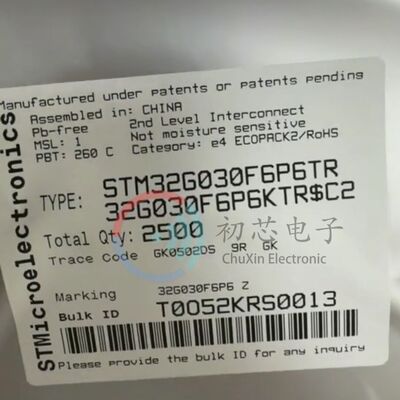 Manufactured under patents or patents pending
Assembled in: CHINA
Pb-free 2nd Level Interconnect
MSL: 1 Not moisture sensitive
PBT: 260 C Category: e4 ECOPACK2/RoHS
STMicroelectronics
TYPE: STM32G030F6P6TR
32G030F6P6KTR$C2
Total Qty: 2500
Trace Code GK0502DS 9R GK
初芯电子
ChuXin Electronic
Marking 32G030F6P6 Z
Bulk ID T0052KRS0013
Please provide the bulk ID for any inquiry